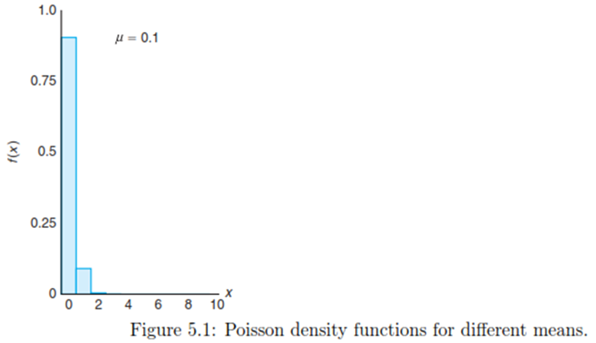 1.0
μ = 0.1
0.75
f(x)
0.5
0.25
0
x
0 2 4 6 8 10
Figure 5.1: Poisson density functions for different means.